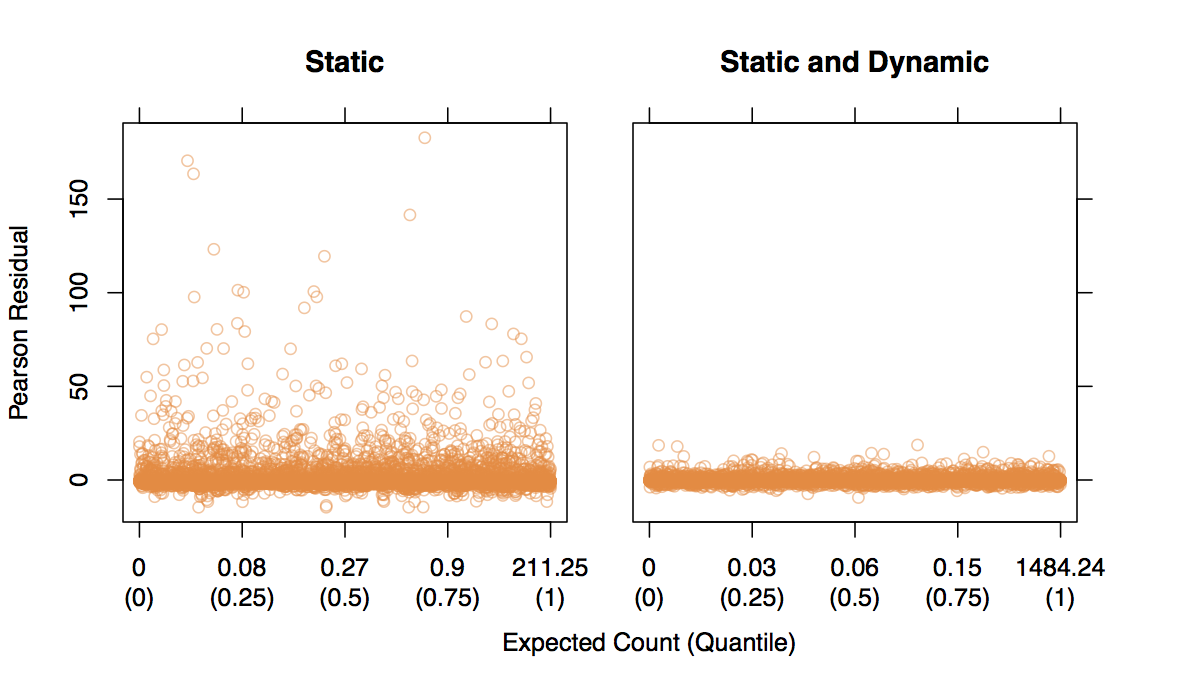 Static
Static and Dynamic
Pearson Residual
150
100
50
0
0 0.08 0.27 0.9 211.25
(0) (0.25) (0.5) (0.75) (1)
0 0.03 0.06 0.15 1484.24
(0) (0.25) (0.5) (0.75) (1)
Expected Count (Quantile)